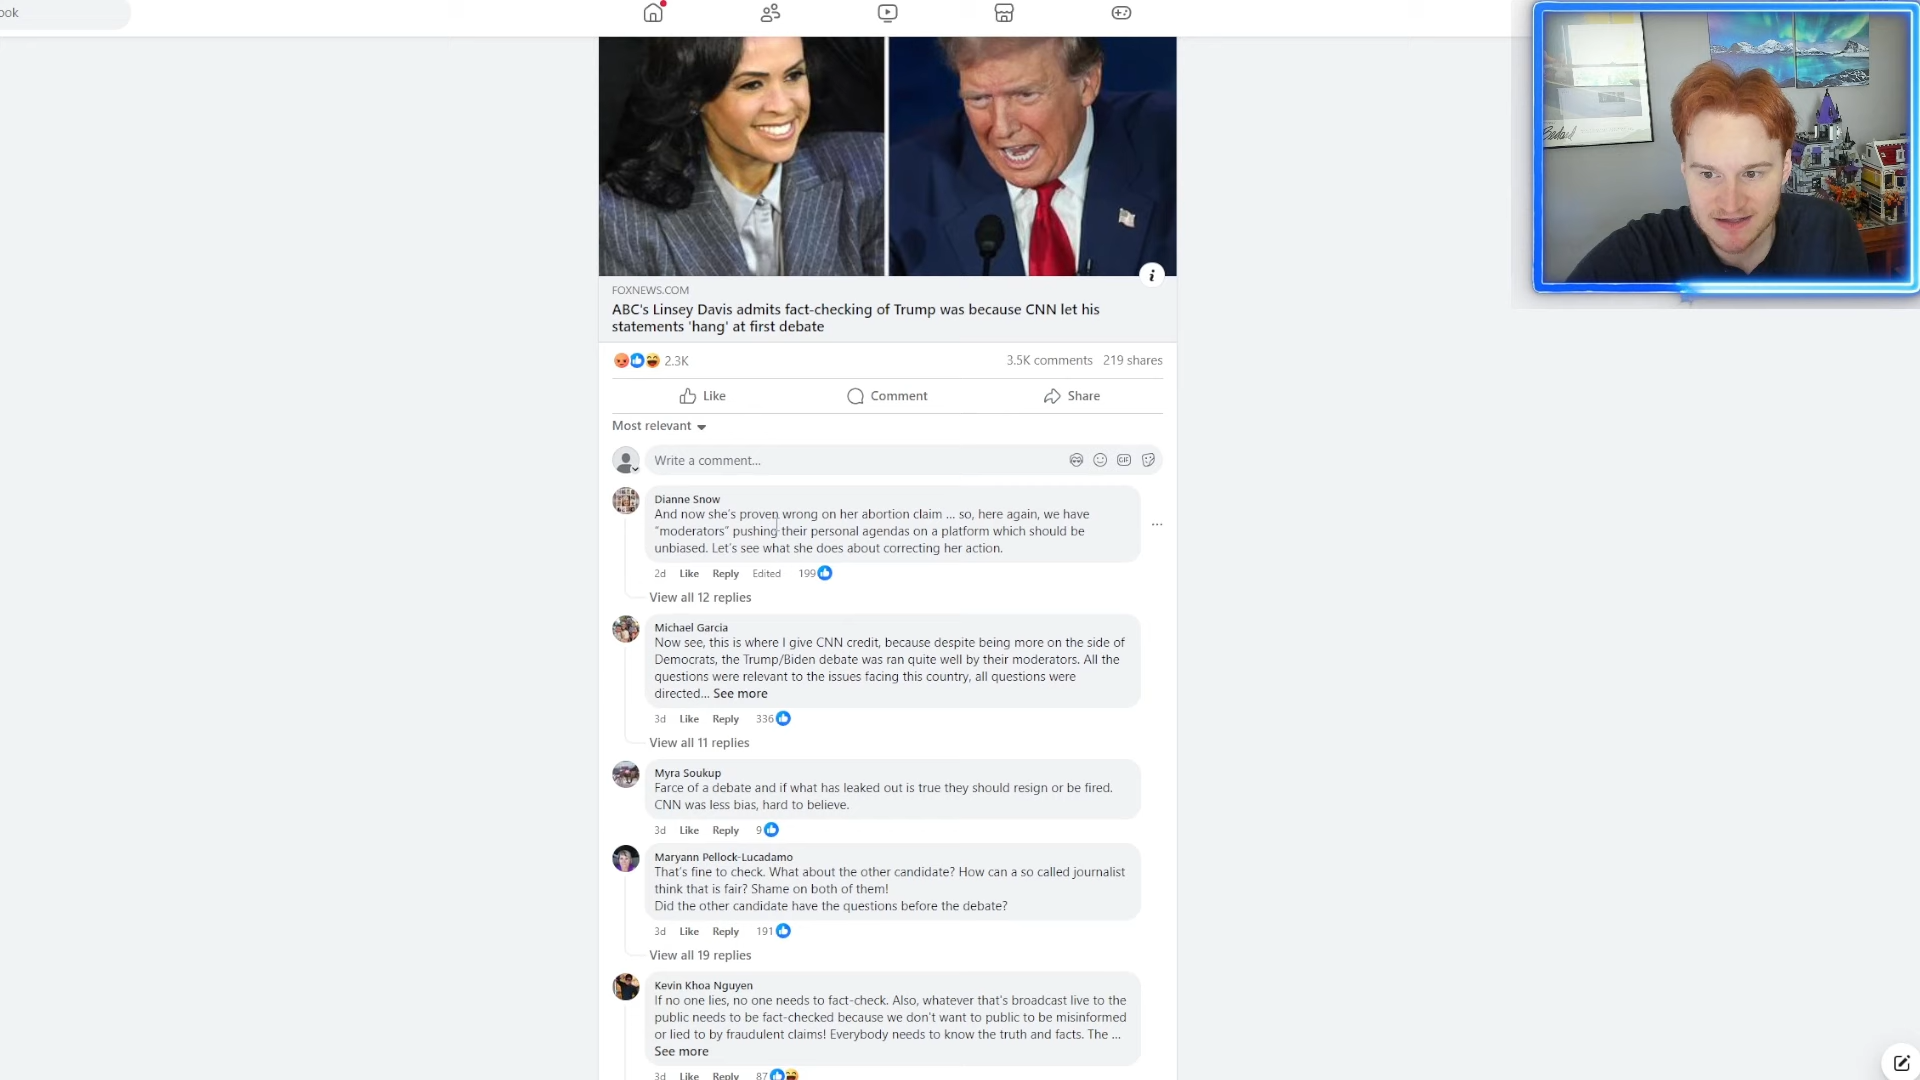 ook
FOXNEWS.COM
ABC's Linsey Davis admits fact-checking of Trump was because CNN let his
statements 'hang' at first debate
2.3K
3.5K comments 219 shares
Like Comment Share
Most relevant
Write a comment...
GIF
Dianne Snow
And now she's proven wrong on her abortion claim ... so, here again, we have
"moderators" pushing their personal agendas on a platform which should be
unbiased. Let's see what she does about correcting her action.
2d Like Reply Edited 199
View all 12 replies
Michael Garcia
Now see, this is where I give CNN credit, because despite being more on the side of
Democrats, the Trump/Biden debate was ran quite well by their moderators. All the
questions were relevant to the issues facing this country, all questions were
directed... See more
3d Like Reply 336
View all 11 replies
Myra Soukup
Farce of a debate and if what has leaked out is true they should resign or be fired.
CNN was less bias, hard to believe.
3d Like Reply 9
Maryann Pellock-Lucadamo
That's fine to check. What about the other candidate? How can a so called journalist
think that is fair? Shame on both of them!
Did the other candidate have the questions before the debate?
3d Like Reply 191
View all 19 replies
Kevin Khoa Nguyen
If no one lies, no one needs to fact-check. Also, whatever that's broadcast live to the
public needs to be fact-checked because we don't want to public to be misinformed
or lied to by fraudulent claims! Everybody needs to know the truth and facts. The ...
See more
3d Like Reply 87